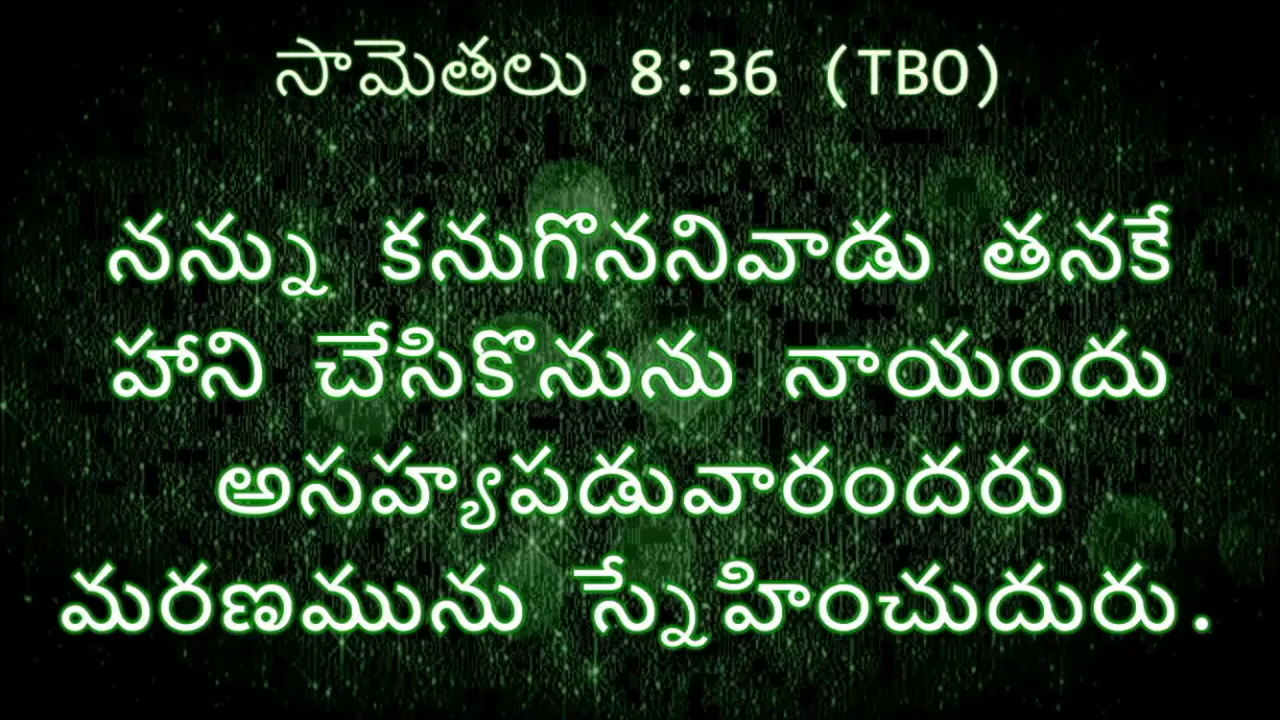 సామెతలు 8:36 (TBO)
నన్ను కనుగొననివాడు తనకే
హాని చేసికొనును నాయందు
అసహ్యపడువారందరు
మరణమును స్నేహించుదురు.